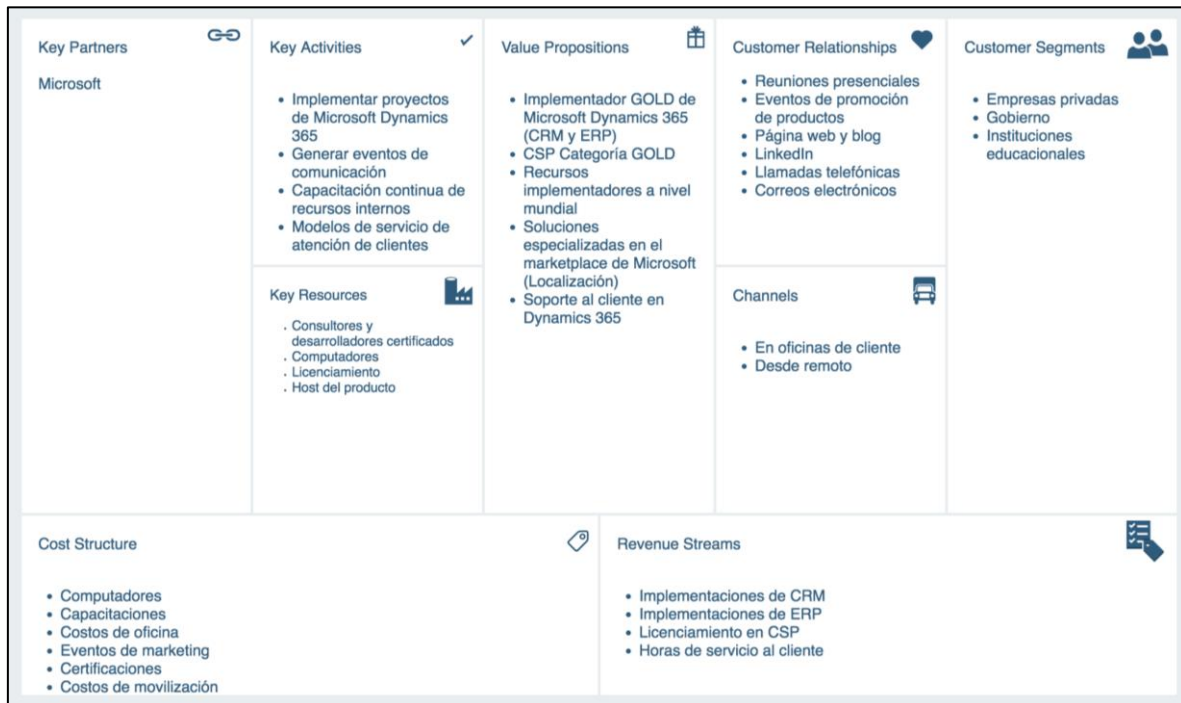 Key Partners
Microsoft
Key Activities
• Implementar proyectos
de Microsoft Dynamics
365
• Generar eventos de
comunicación
• Capacitación continua de
recursos internos
• Modelos de servicio de
atención de clientes
Key Resources
. Consultores y
desarrolladores certificados
. Computadores
. Licenciamiento
. Host del producto
Value Propositions
• Implementador GOLD de
Microsoft Dynamics 365
(CRM y ERP)
• CSP Categoría GOLD
• Recursos
implementadores a nivel
mundial
• Soluciones
especializadas en el
marketplace de Microsoft
(Localización)
• Soporte al cliente en
Dynamics 365
Customer Relationships
• Reuniones presenciales
• Eventos de promoción
de productos
• Página web y blog
• LinkedIn
• Llamadas telefónicas
• Correos electrónicos
Channels
• En oficinas de cliente
• Desde remoto
Customer Segments
• Empresas privadas
• Gobierno
• Instituciones
educacionales
Cost Structure
• Computadores
• Capacitaciones
• Costos de oficina
• Eventos de marketing
• Certificaciones
• Costos de movilización
Revenue Streams
• Implementaciones de CRM
• Implementaciones de ERP
• Licenciamiento en CSP
• Horas de servicio al cliente